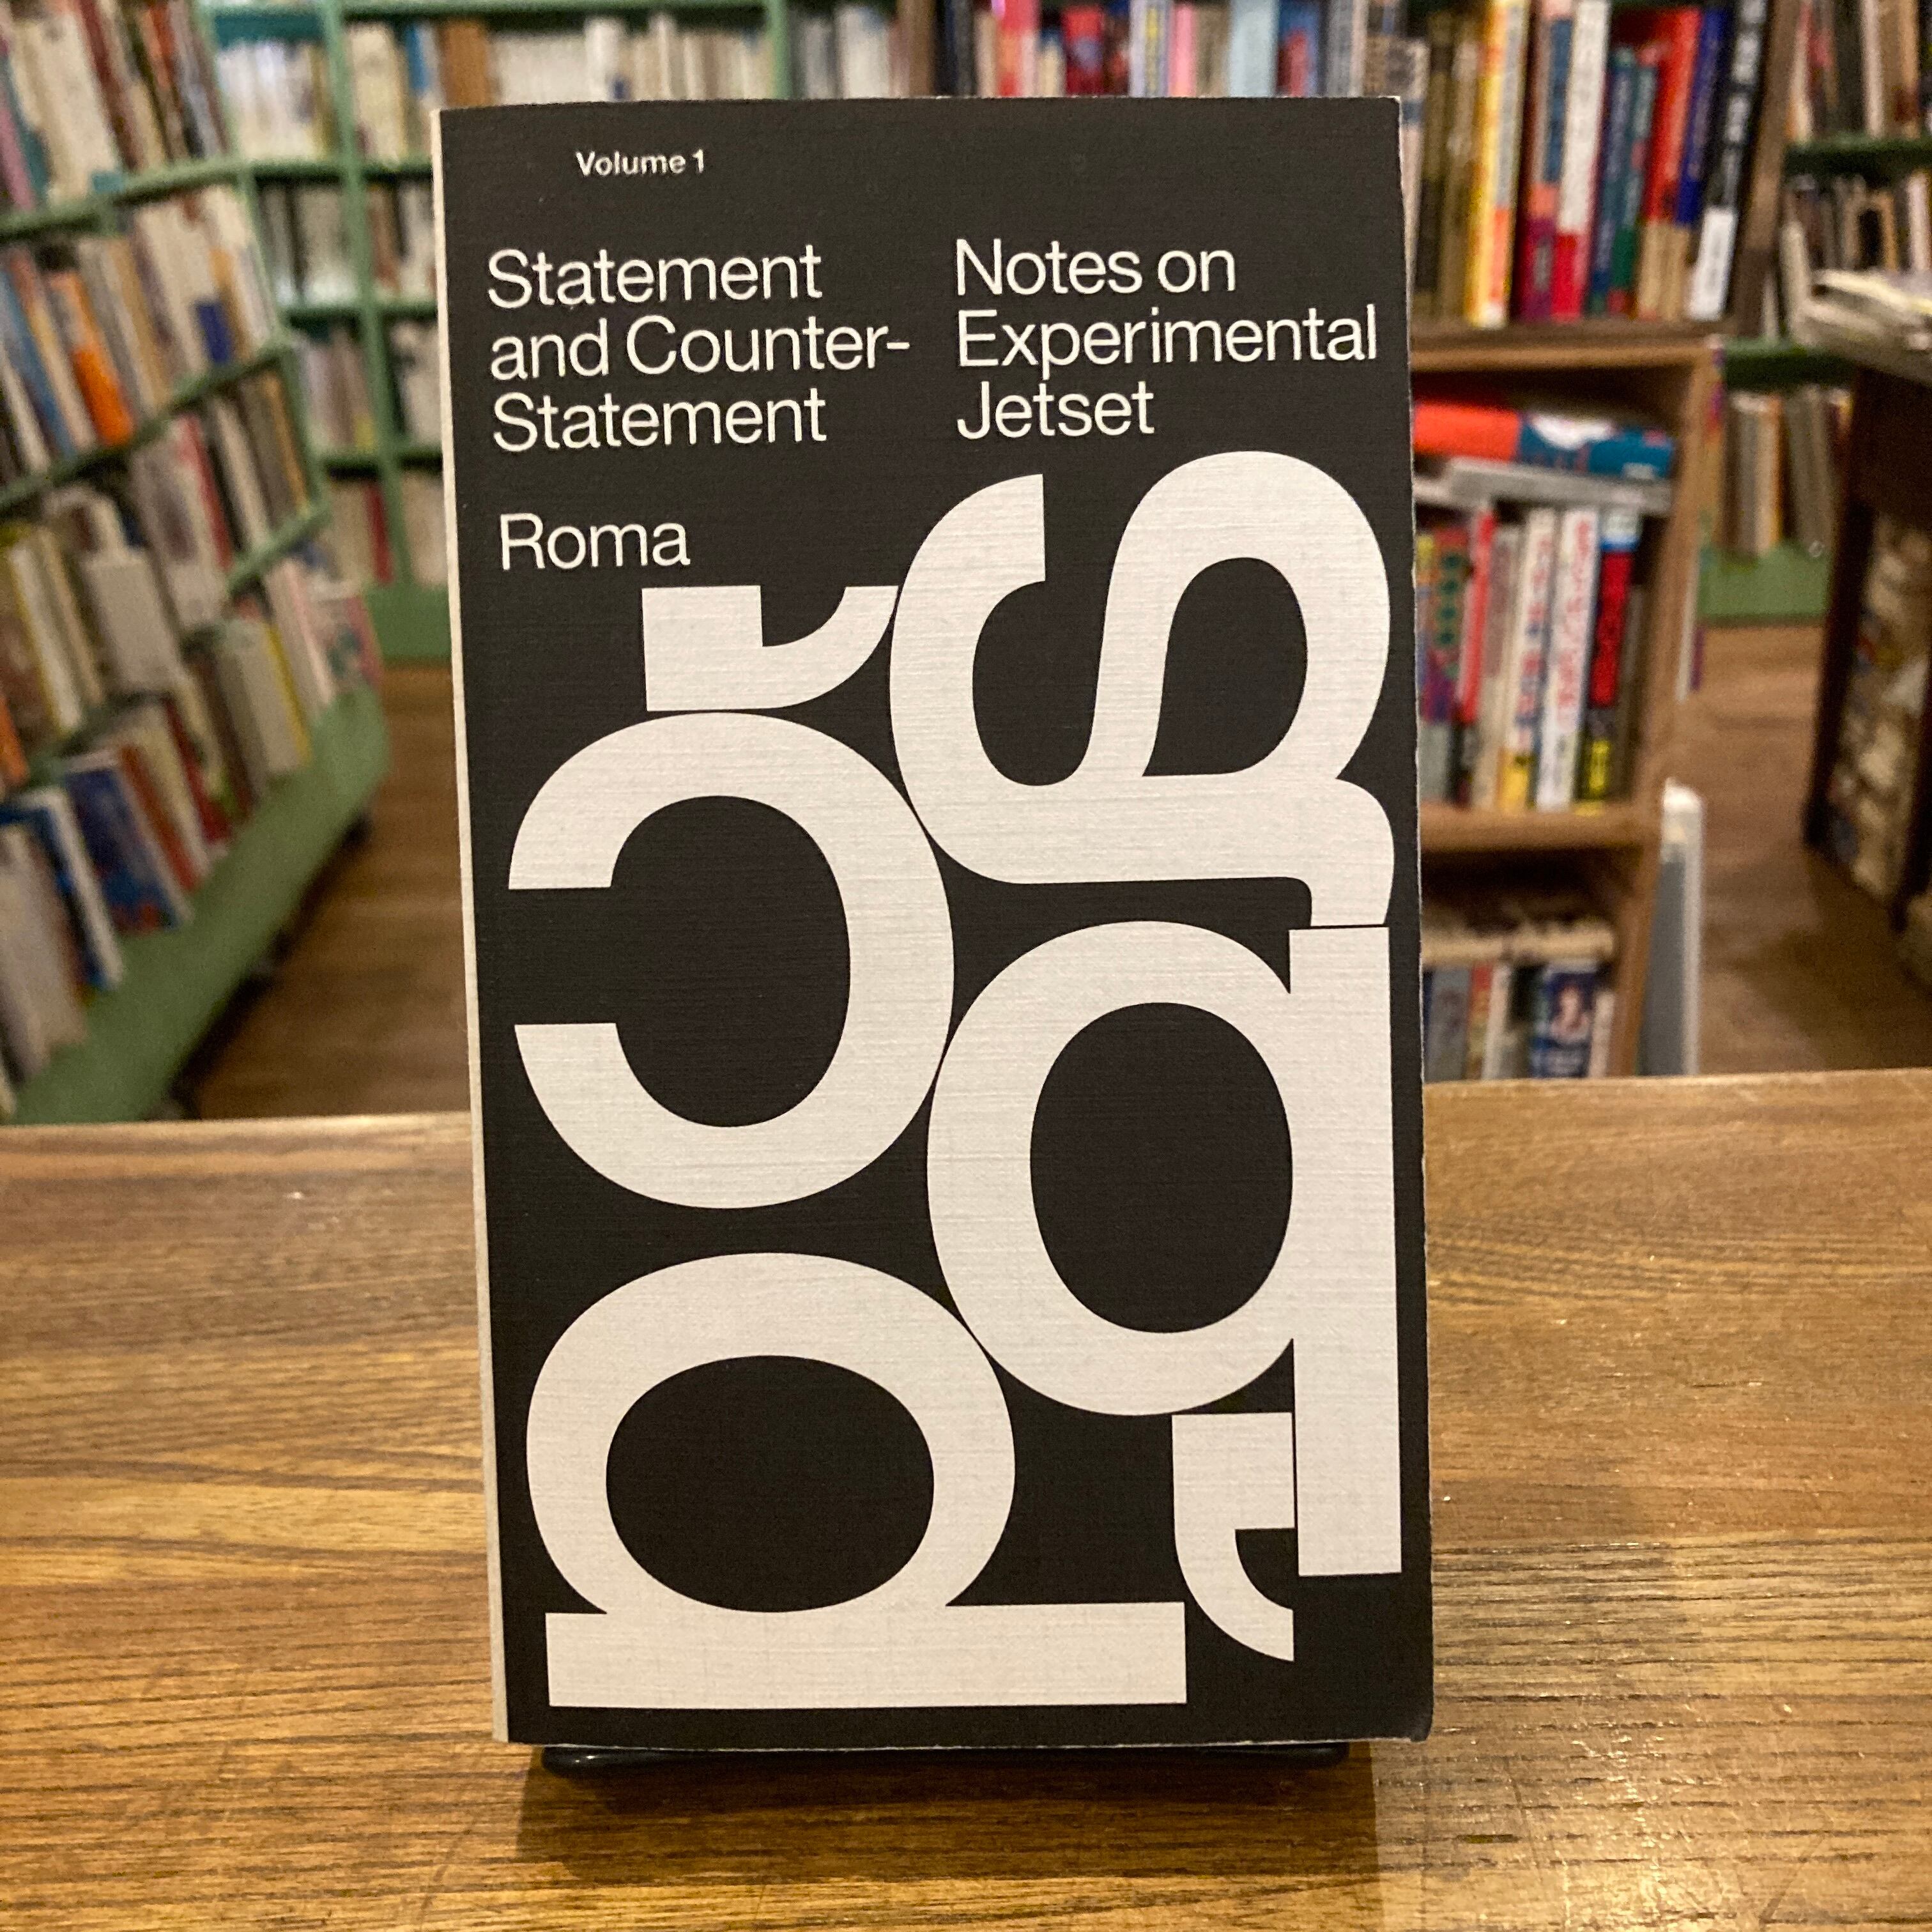 Volume 1
Statement
and Counter-
Statement
Notes on
Experimental
Jetset
Roma